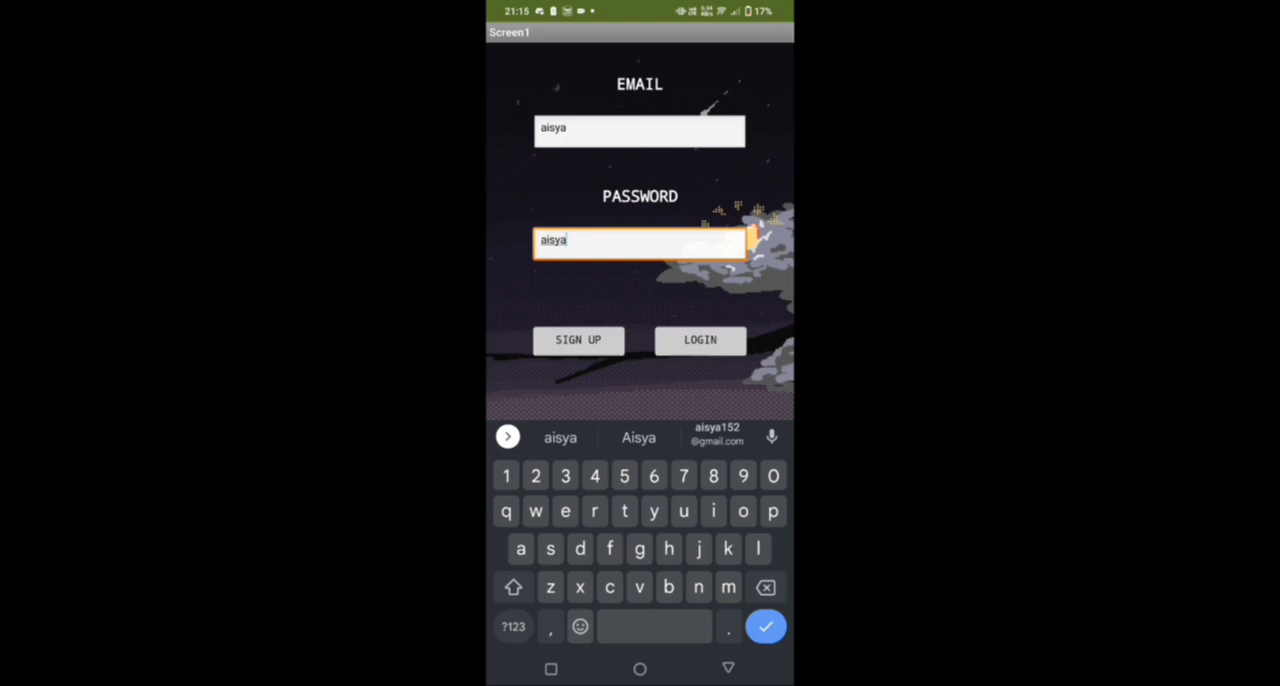 21:15 17%
Screen1
EMAIL
aisya
PASSWORD
aisya
SIGN UP LOGIN
aisya Aisya aisya152
@gmail.com
1 2 3 4 5 6 7 8 9 0
q w e r t y u i o p
a s d f g h j k l
z x c v b n m
?123 , .